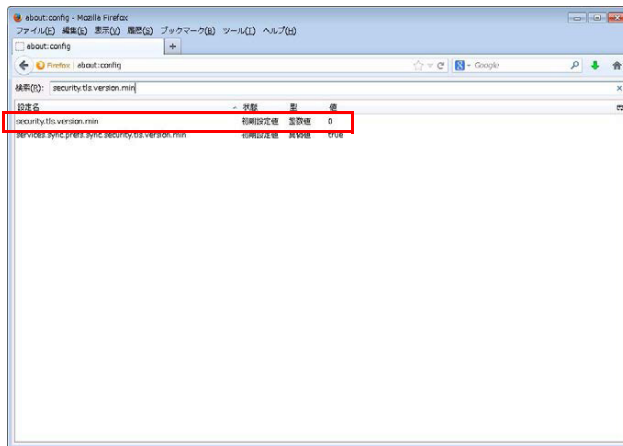 about:config - Mozilla Firefox
ファイル(F) 編集(E) 表示(V) 履歴(S) ブックマーク(B) ツール(T) ヘルプ(H)
about:config
Firefox about:config Google
検索(R): security.tls.version.min
設定名 状態 型 値
security.tls.version.min 初期設定値 整数値 0
services.sync.prefs.sync.security.tls.version.min 初期設定値 真偽値 true